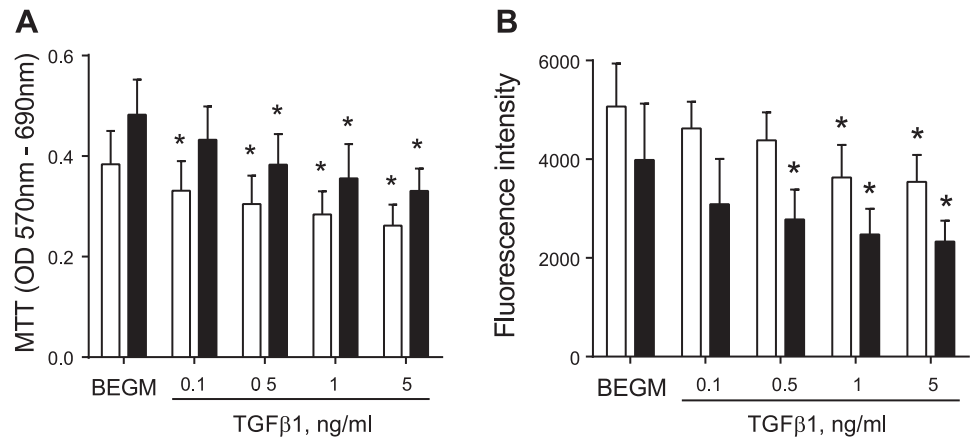 A
MTT (OD 570nm - 690nm)
0.6
0.4
0.2
0.0
* * * * * * *
BEGM 0.1 0 5 1 5
TGFβ1, ng/ml
B
Fluorescence intensity
6000
4000
2000
0
* * * * *
BEGM 0.1 0.5 1 5
TGFβ1, ng/ml